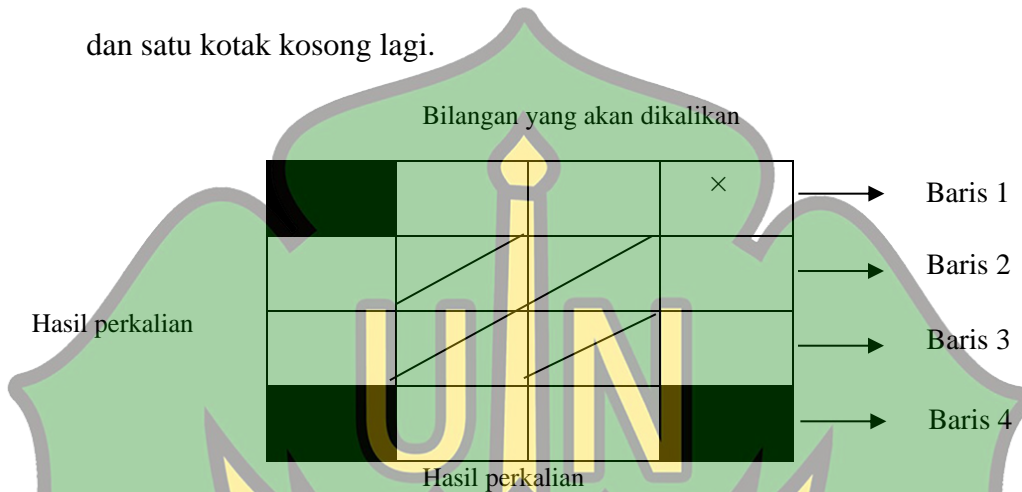 dan satu kotak kosong lagi.
Bilangan yang akan dikalikan
×
Baris 1
Baris 2
Hasil perkalian
Baris 3
Baris 4
Hasil perkalian
UIN